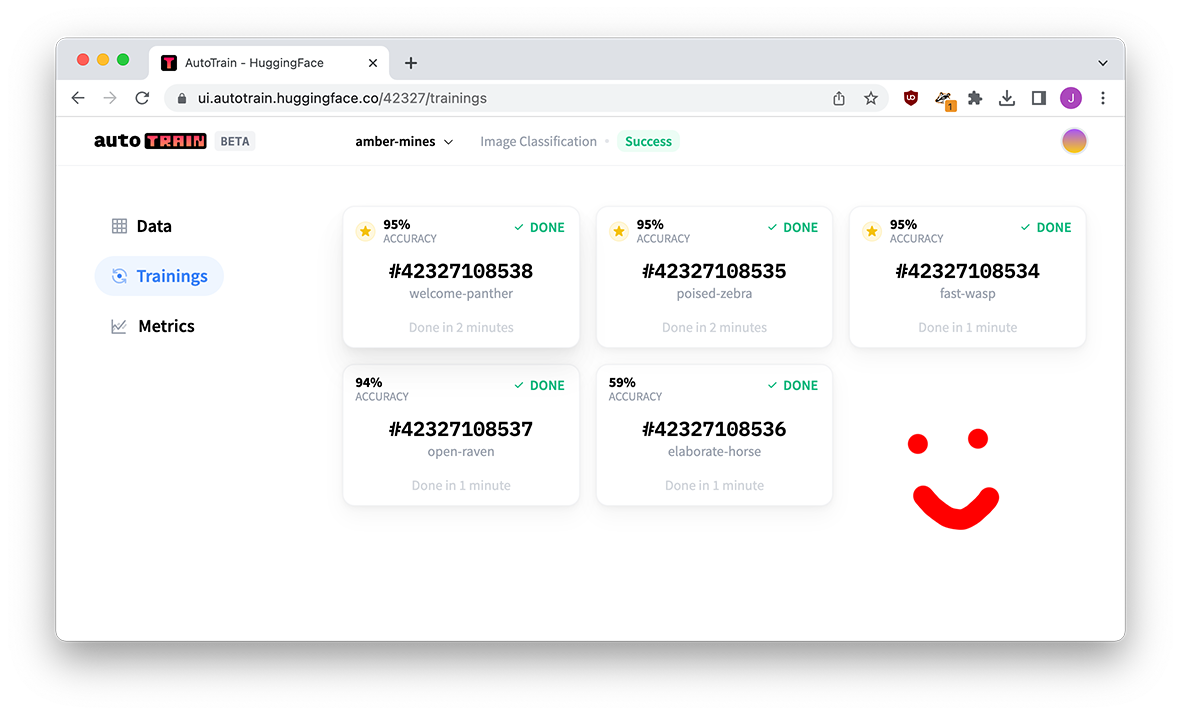 AutoTrain - HuggingFace
ui.autotrain.huggingface.co/42327/trainings
1
J
auto TRAIN BETA
amber-mines Image Classification • Success
Data
Trainings
Metrics
95%
ACCURACY
DONE
#42327108538
welcome-panther
Done in 2 minutes
95%
ACCURACY
DONE
#42327108535
poised-zebra
Done in 2 minutes
95%
ACCURACY
DONE
#42327108534
fast-wasp
Done in 1 minute
94%
ACCURACY
DONE
#42327108537
open-raven
Done in 1 minute
59%
ACCURACY
DONE
#42327108536
elaborate-horse
Done in 1 minute